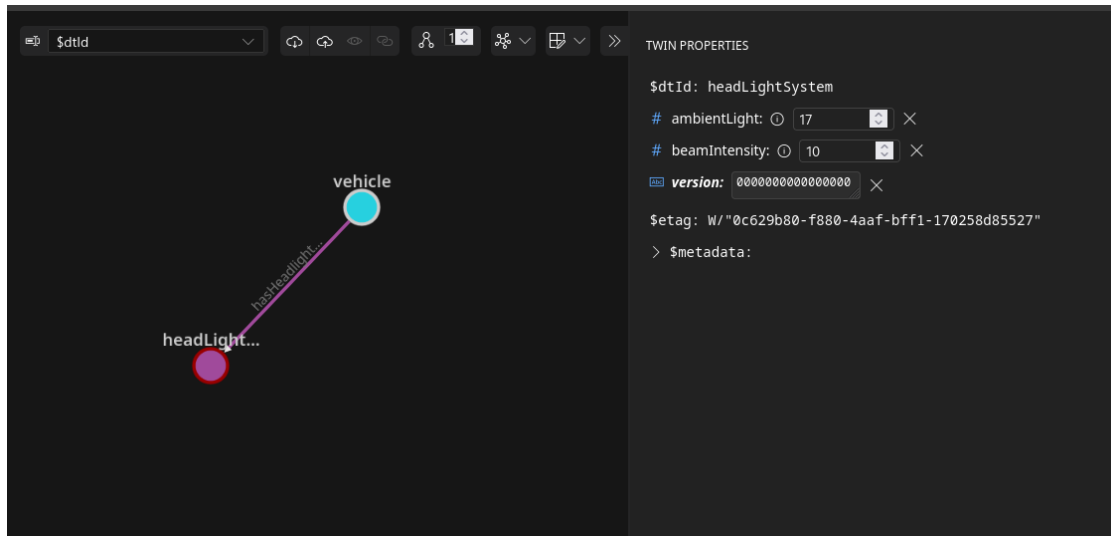 $dtId
1
vehicle
hasHeadlight...
headLight...
TWIN PROPERTIES
$dtId: headLightSystem
# ambientLight: 17
# beamIntensity: 10
Abc version: 0000000000000000
$etag: W/"0c629b80-f880-4aaf-bff1-170258d85527"
> $metadata: